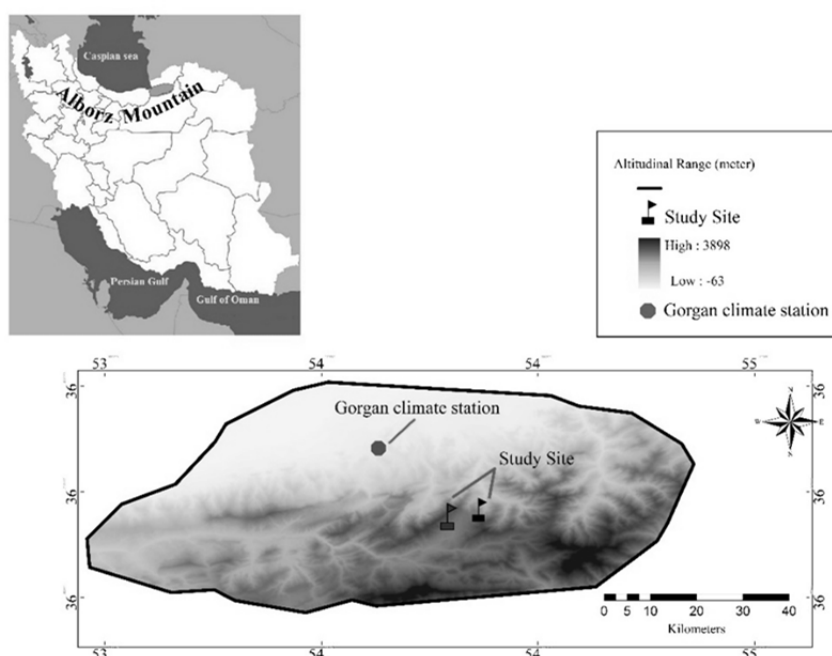 Caspian sea
Alborz Mountain
Persian Gulf
Gulf of Oman
Altitudinal Range (meter)
Study Site
High : 3898
Low : -63
Gorgan climate station
53 54 54 55
36 36
Gorgan climate station
N
Study Site
W E
S
36 36
36 36
0 5 10 20 30 40
Kilometers
53 54 54 55